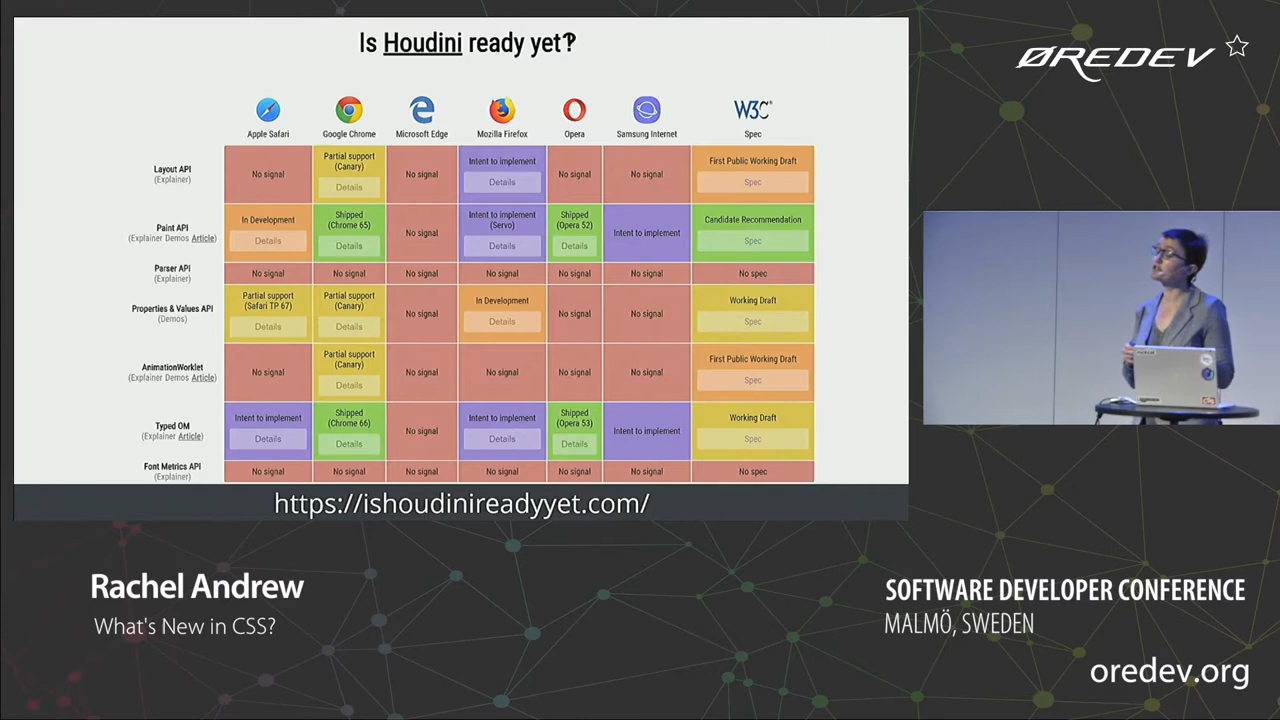 Is Houdini ready yet?
ØREDEV
W3C
Apple Safari
Google Chrome
Microsoft Edge
Mozilla Firefox
Opera
Samsung Internet
Spec
Layout API
(Explainer)
No signal
Partial support
(Canary)
Details
No signal
Intent to implement
Details
No signal
No signal
First Public Working Draft
Spec
Paint API
(Explainer Demos Article)
In Development
Details
Shipped
(Chrome 65)
Details
No signal
Intent to implement
(Servo)
Details
Shipped
(Opera 52)
Details
Intent to implement
Candidate Recommendation
Spec
Parser API
(Explainer)
No signal
No signal
No signal
No signal
No signal
No signal
No spec
Properties & Values API
(Demos)
Partial support
(Safari TP 67)
Details
Partial support
(Canary)
Details
No signal
In Development
Details
No signal
No signal
Working Draft
Spec
AnimationWorklet
(Explainer Demos Article)
No signal
Partial support
(Canary)
Details
No signal
No signal
No signal
No signal
First Public Working Draft
Spec
Typed OM
(Explainer Article)
Intent to implement
Details
Shipped
(Chrome 66)
Details
No signal
Intent to implement
Details
Shipped
(Opera 53)
Details
Intent to implement
Working Draft
Spec
Font Metrics API
(Explainer)
No signal
No signal
No signal
No signal
No signal
No signal
No spec
https://ishoudinireadyyet.com/
Rachel Andrew
What's New in CSS?
SOFTWARE DEVELOPER CONFERENCE
MALMÖ, SWEDEN
oredev.org